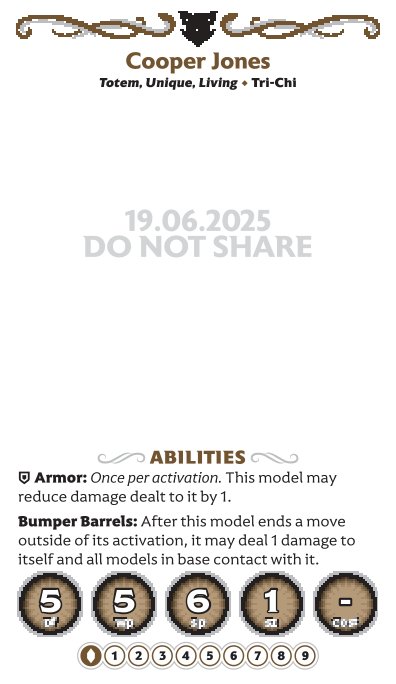 Cooper Jones
Totem, Unique, Living • Tri-Chi
19.06.2025
DO NOT SHARE
ABILITIES
Armor: Once per activation. This model may
reduce damage dealt to it by 1.
Bumper Barrels: After this model ends a move
outside of its activation, it may deal 1 damage to
itself and all models in base contact with it.
5 5 6 1 -
Df Wp Sp Sz Cost
1 2 3 4 5 6 7 8 9